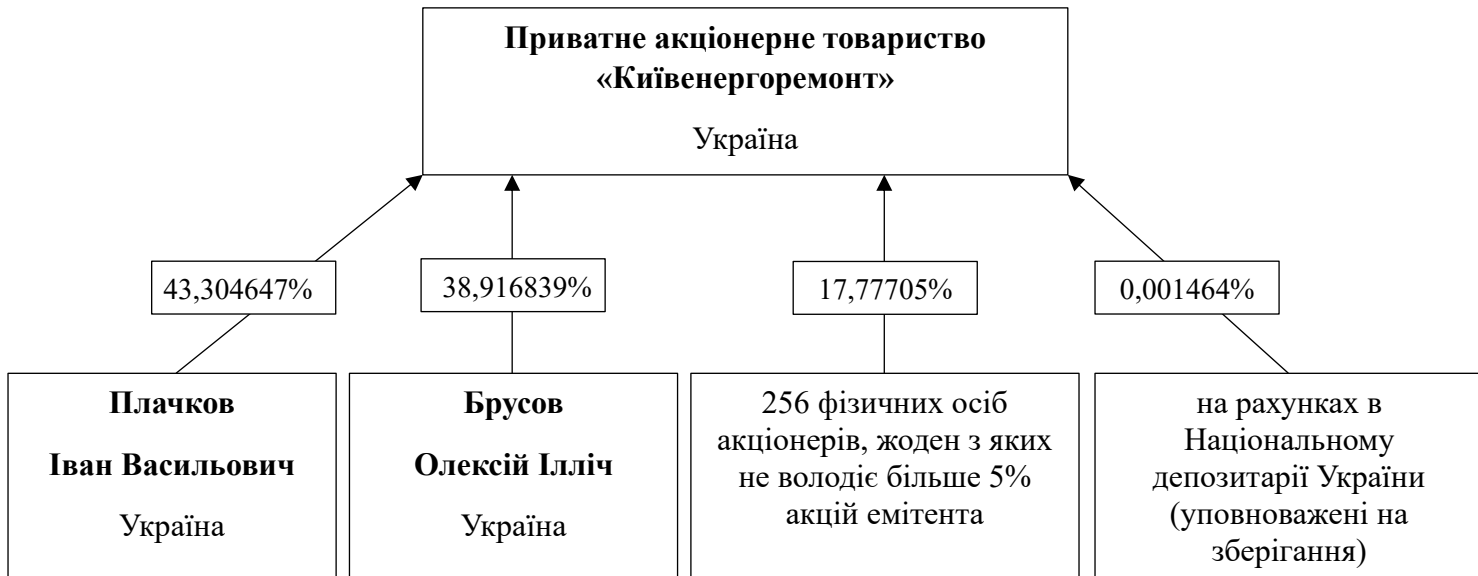 Приватне акціонерне товариство
«Київенергоремонт»
Україна
43,304647%
38,916839%
17,77705%
0,001464%
Плачков
Іван Васильович
Україна
Брусов
Олексій Ілліч
Україна
256 фізичних осіб
акціонерів, жоден з яких
не володіє більше 5%
акцій емітента
на рахунках в
Національному
депозитарії України
(уповноважені на
зберігання)